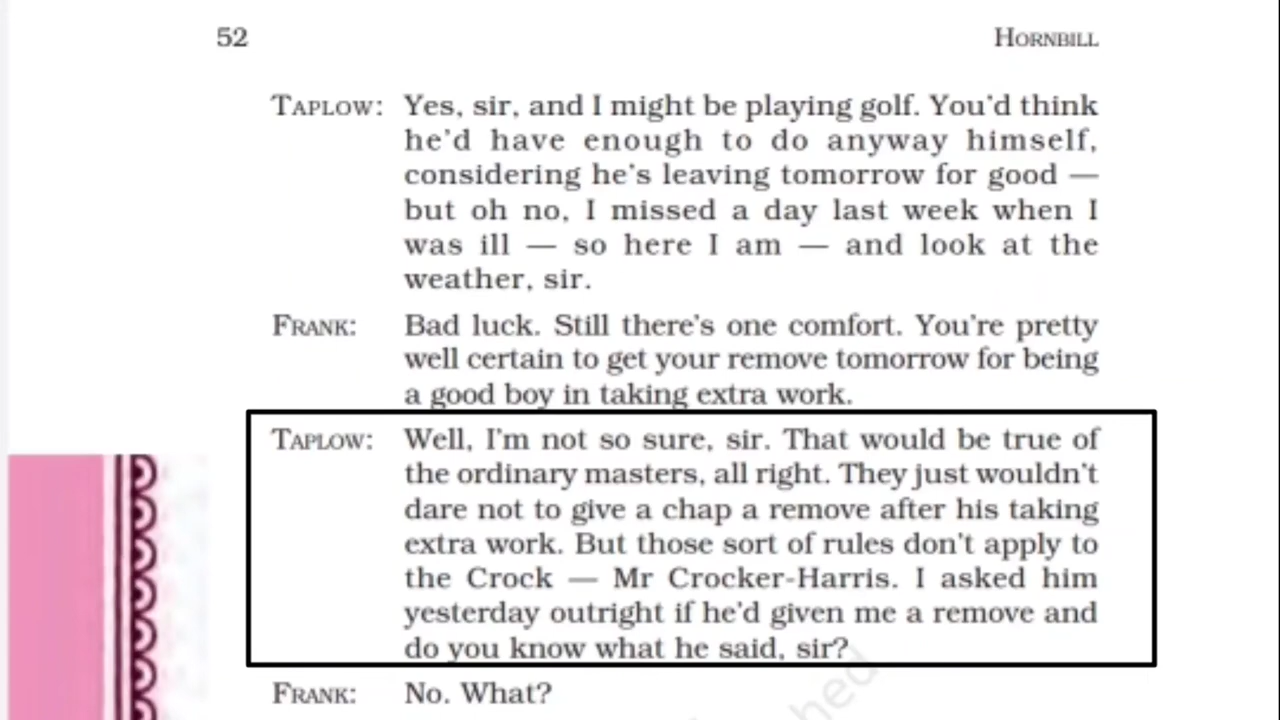 52 HORNBILL
TAPLOW: Yes, sir, and I might be playing golf. You'd think
he'd have enough to do anyway himself,
considering he's leaving tomorrow for good —
but oh no, I missed a day last week when I
was ill — so here I am — and look at the
weather, sir.
FRANK: Bad luck. Still there's one comfort. You're pretty
well certain to get your remove tomorrow for being
a good boy in taking extra work.
TAPLOW: Well, I'm not so sure, sir. That would be true of
the ordinary masters, all right. They just wouldn't
dare not to give a chap a remove after his taking
extra work. But those sort of rules don't apply to
the Crock — Mr Crocker-Harris. I asked him
yesterday outright if he'd given me a remove and
do you know what he said, sir?
FRANK: No. What?